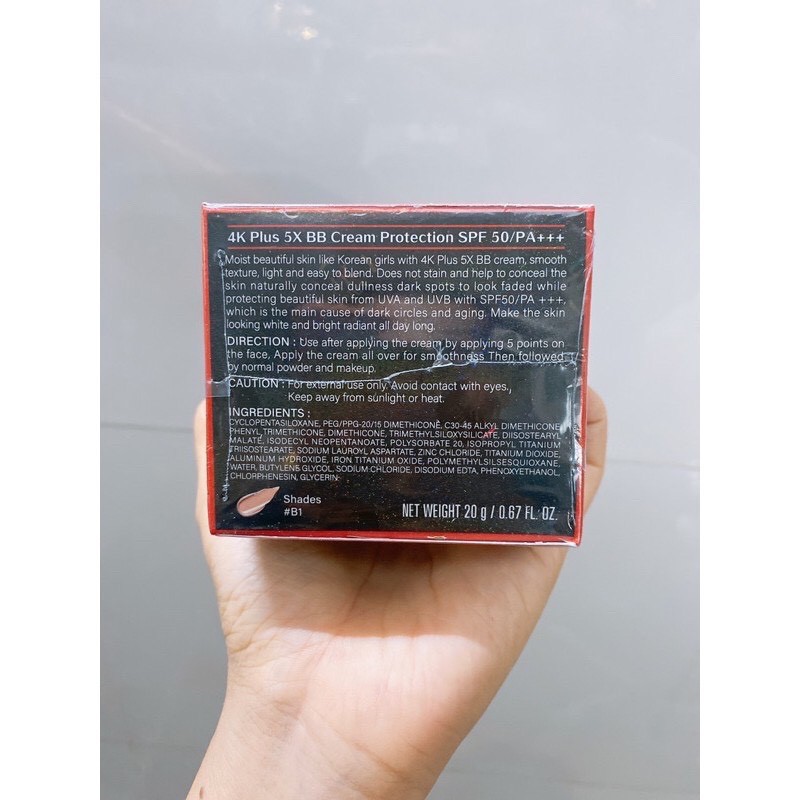 4K Plus 5X BB Cream Protection SPF 50/PA+++
Moist beautiful skin like Korean girls with 4K Plus 5X BB cream, smooth
texture, light and easy to blend. Does not stain and help to conceal the
skin naturally conceal dullness dark spots to look faded while
protecting beautiful skin from UVA and UVB with SPF50/PA +++,
which is the main cause of dark circles and aging. Make the skin
looking white and bright radiant all day long.
DIRECTION : Use after applying the cream by applying 5 points on
the face, Apply the cream all over for smoothness Then followed
by normal powder and makeup.
CAUTION : For external use only. Avoid contact with eyes.,
Keep away from sunlight or heat.
INGREDIENTS :
CYCLOPENTASILOXANE, PEG/PPG-20/15 DIMETHICONE, C30-45 ALKYL DIMETHICONE
PHENYL TRIMETHICONE, DIMETHICONE, TRIMETHYLSILOXYSILICATE, DIISOSTEARYL
MALATE, ISODECYL NEOPENTANOATE, POLYSORBATE 20, ISOPROPYL TITANIUM
TRIISOSTEARATE, SODIUM LAUROYL ASPARTATE, ZINC CHLORIDE, TITANIUM DIOXIDE,
ALUMINUM HYDROXIDE, IRON TITANIUM OXIDE, POLYMETHYLSILSESQUIOXANE,
WATER, BUTYLENE GLYCOL, SODIUM CHLORIDE, DISODIUM EDTA, PHENOXYETHANOL,
CHLORPHENESIN, GLYCERIN
Shades
#B1
NET WEIGHT 20 g / 0.67 FL. OZ.